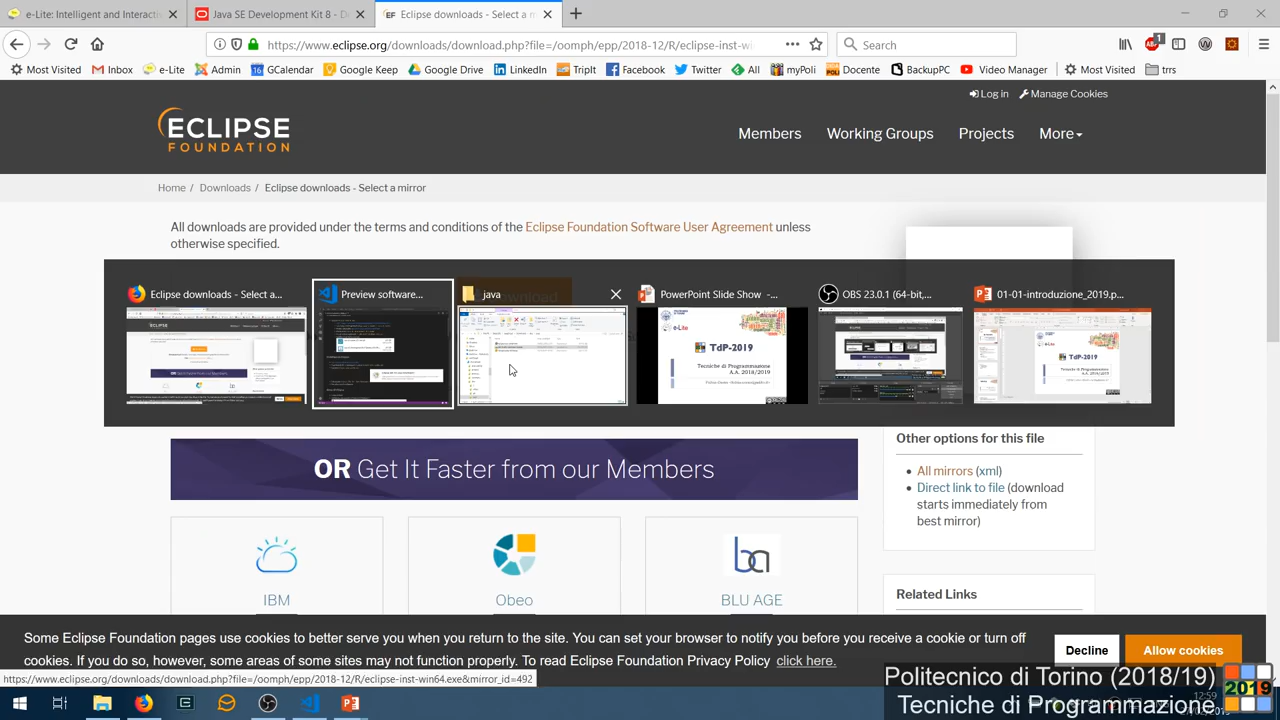 e-Lite: Intelligent and Interactiv
Java SE Development Kit 8 - D
Eclipse downloads - Select a m
https://www.eclipse.org/downloads/download.php?file=/oomph/epp/2018-12/R/eclipse-inst-wi
Search
Most Visited
Inbox
e-Lite
Admin
GCalendar
Google Keep
Google Drive
LinkedIn
TripIt
Facebook
Twitter
All
myPoli
Docente
BackupPC
Video Manager
Most Visited
trrs
Log in
Manage Cookies
ECLIPSE
FOUNDATION
Members
Working Groups
Projects
More
Home / Downloads / Eclipse downloads - Select a mirror
All downloads are provided under the terms and conditions of the Eclipse Foundation Software User Agreement unless
otherwise specified.
Download
Eclipse downloads - Select a...
Preview software...
java
PowerPoint Slide Show -...
OBS 23.0.1 (64-bit,...
01-01 introduzione_2019.p...
TdP-2019
Tecniche di Programmazione
A.A. 2018/2019
TdP-2019
Other options for this file
All mirrors (xml)
Direct link to file (download
starts immediately from
best mirror)
OR Get It Faster from our Members
IBM
Obeo
ba
BLU AGE
Related Links
Some Eclipse Foundation pages use cookies to better serve you when you return to the site. You can set your browser to notify you before you receive a cookie or turn off
cookies. If you do so, however, some areas of some sites may not function properly. To read Eclipse Foundation Privacy Policy click here.
Decline
Allow cookies
https://www.eclipse.org/downloads/download.php?file=/oomph/epp/2018-12/R/eclipse-inst-win64.exe&mirror_id=492
Politecnico di Torino (2018/19)
Tecniche di Programmazione
2019
12:59